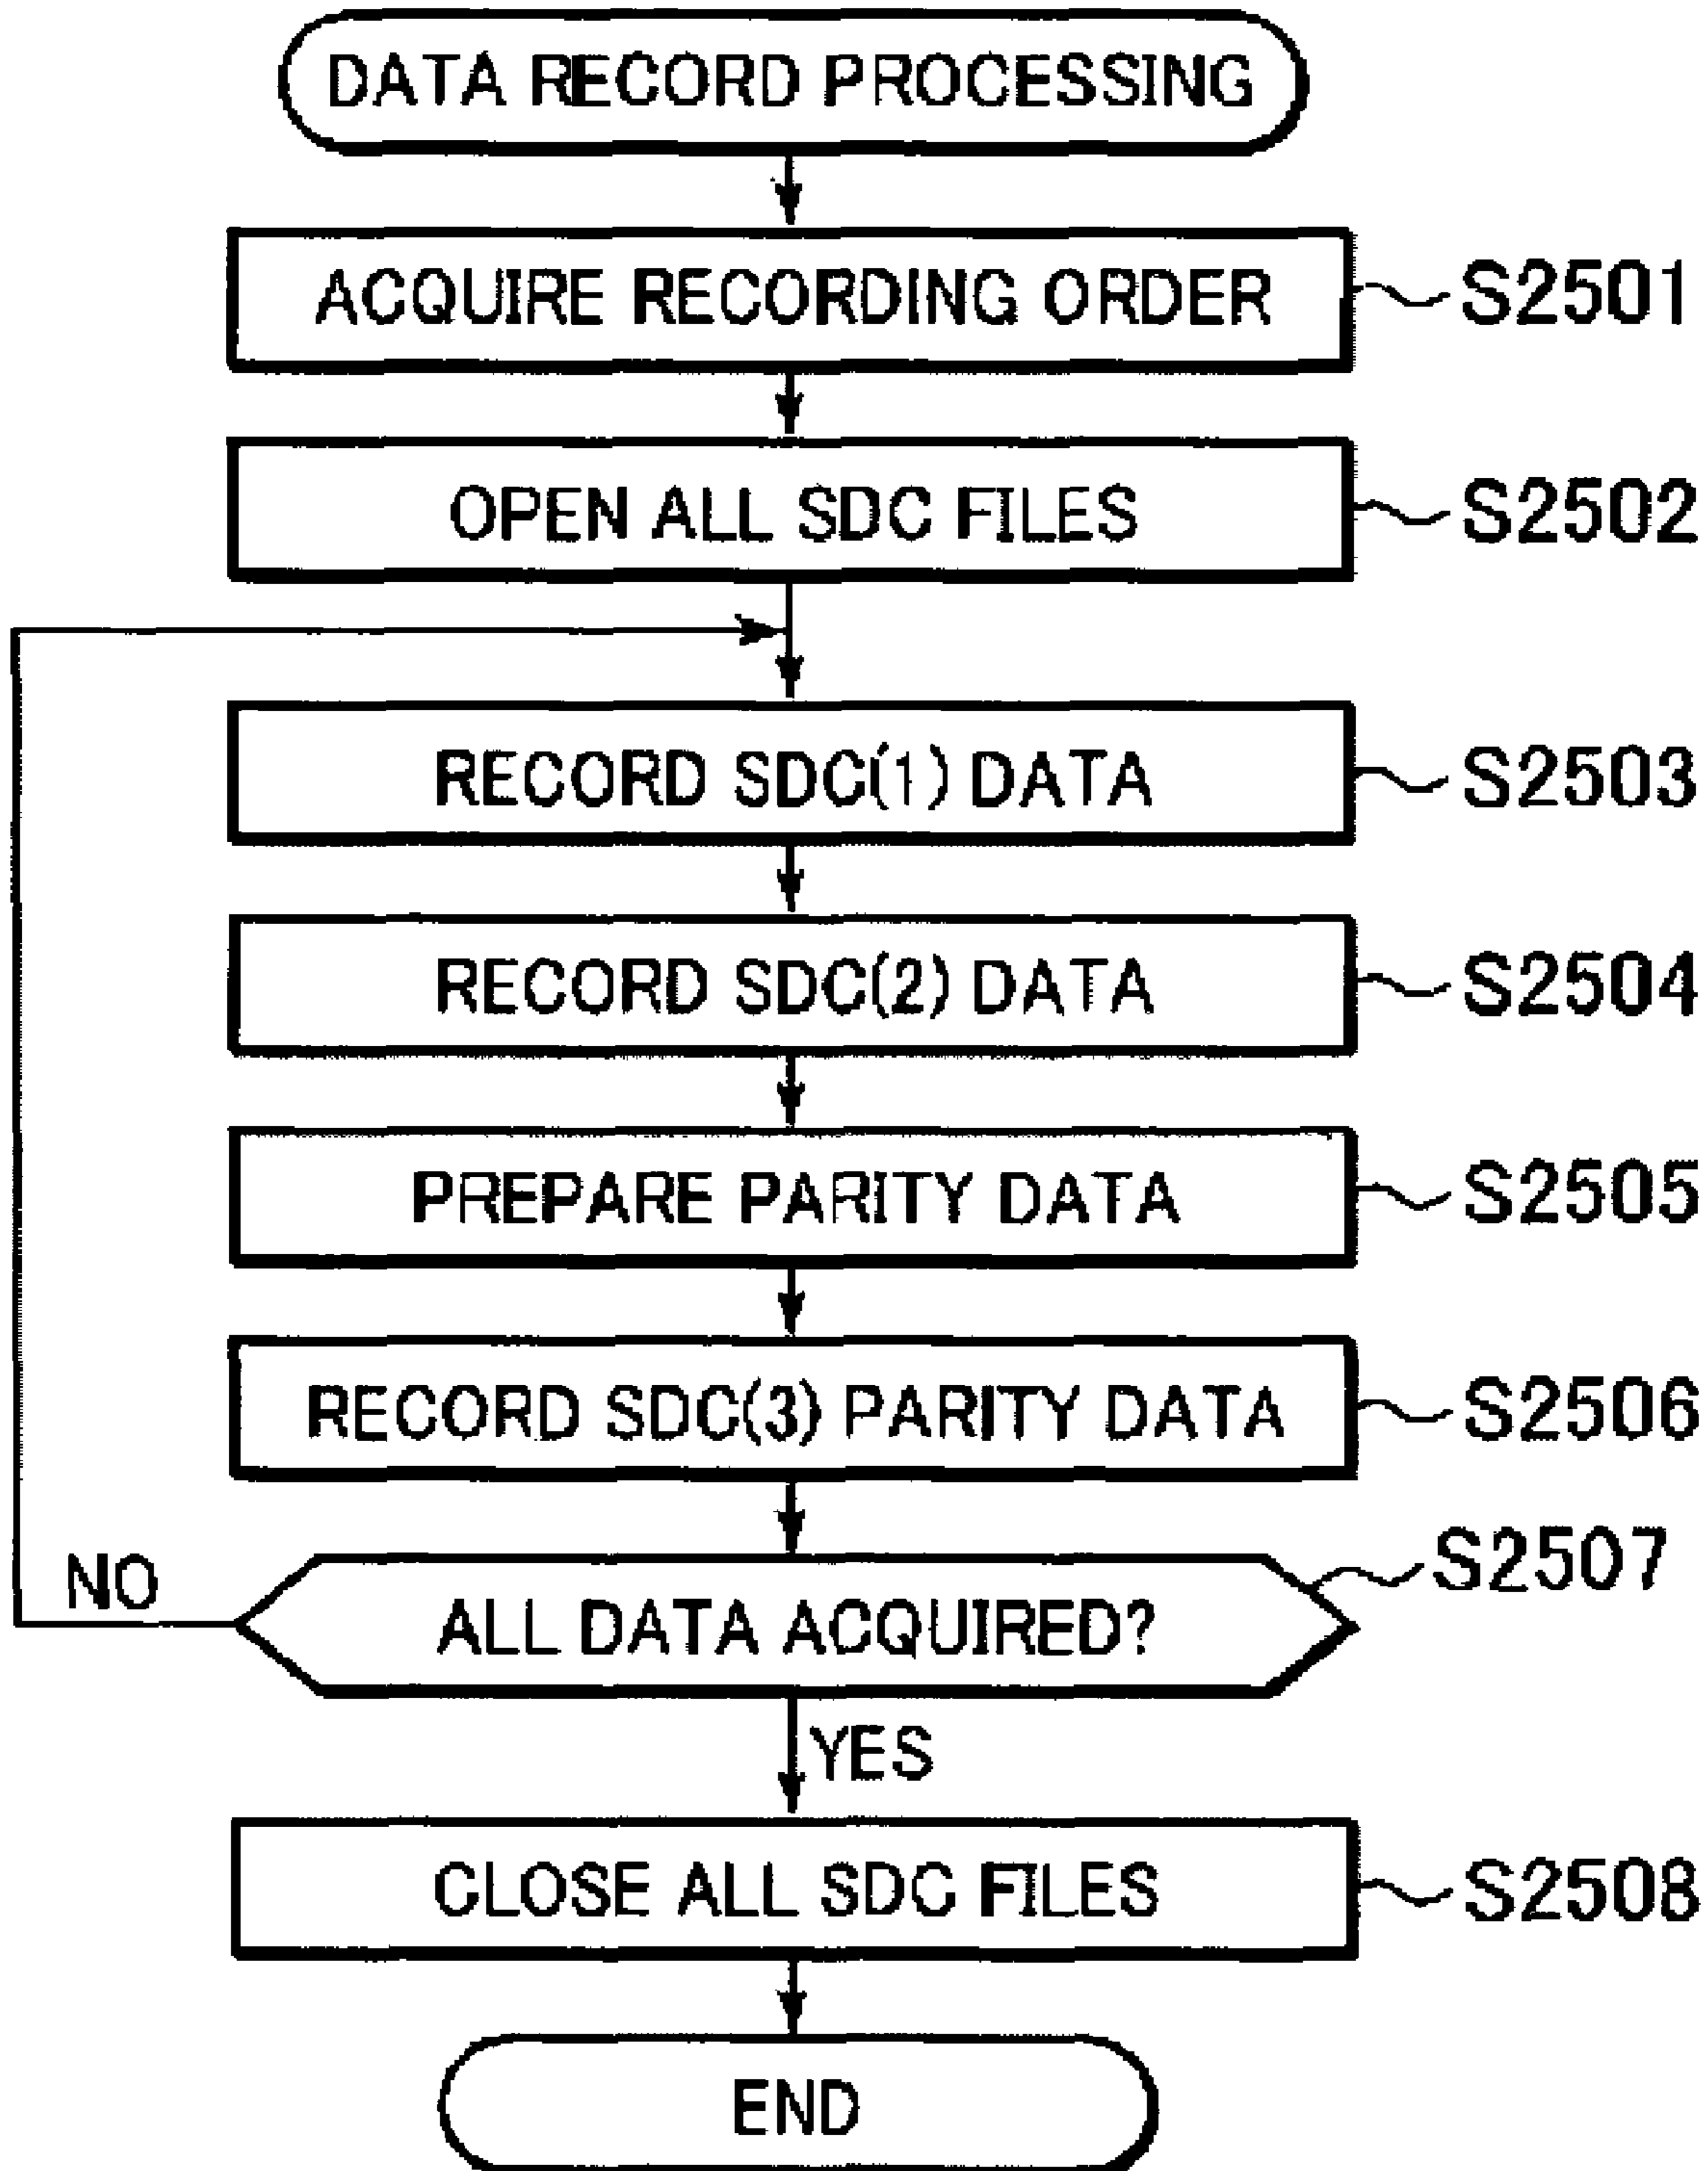 DATA RECORD PROCESSING
ACQUIRE RECORDING ORDER
S2501
OPEN ALL SDC FILES
S2502
RECORD SDC(1) DATA
S2503
RECORD SDC(2) DATA
S2504
PREPARE PARITY DATA
S2505
RECORD SDC(3) PARITY DATA
S2506
S2507
NO
ALL DATA ACQUIRED?
YES
CLOSE ALL SDC FILES
S2508
END